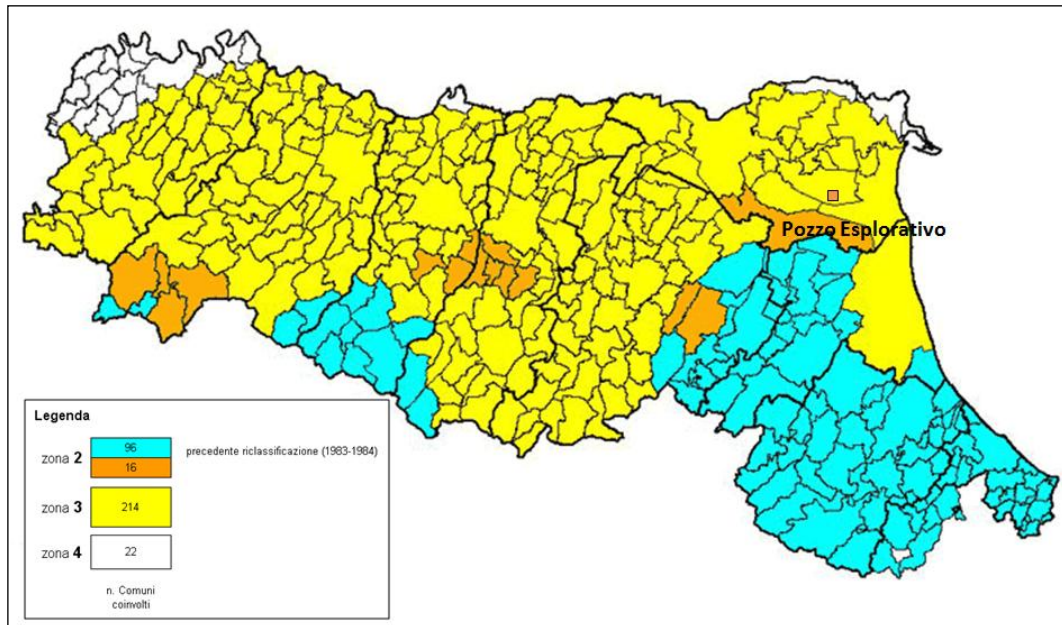 Pozzo Esplorativo
Legenda
zona 2
96
precedente riclassificazione (1983-1984)
16
zona 3
214
zona 4
22
n. Comuni
coinvolti